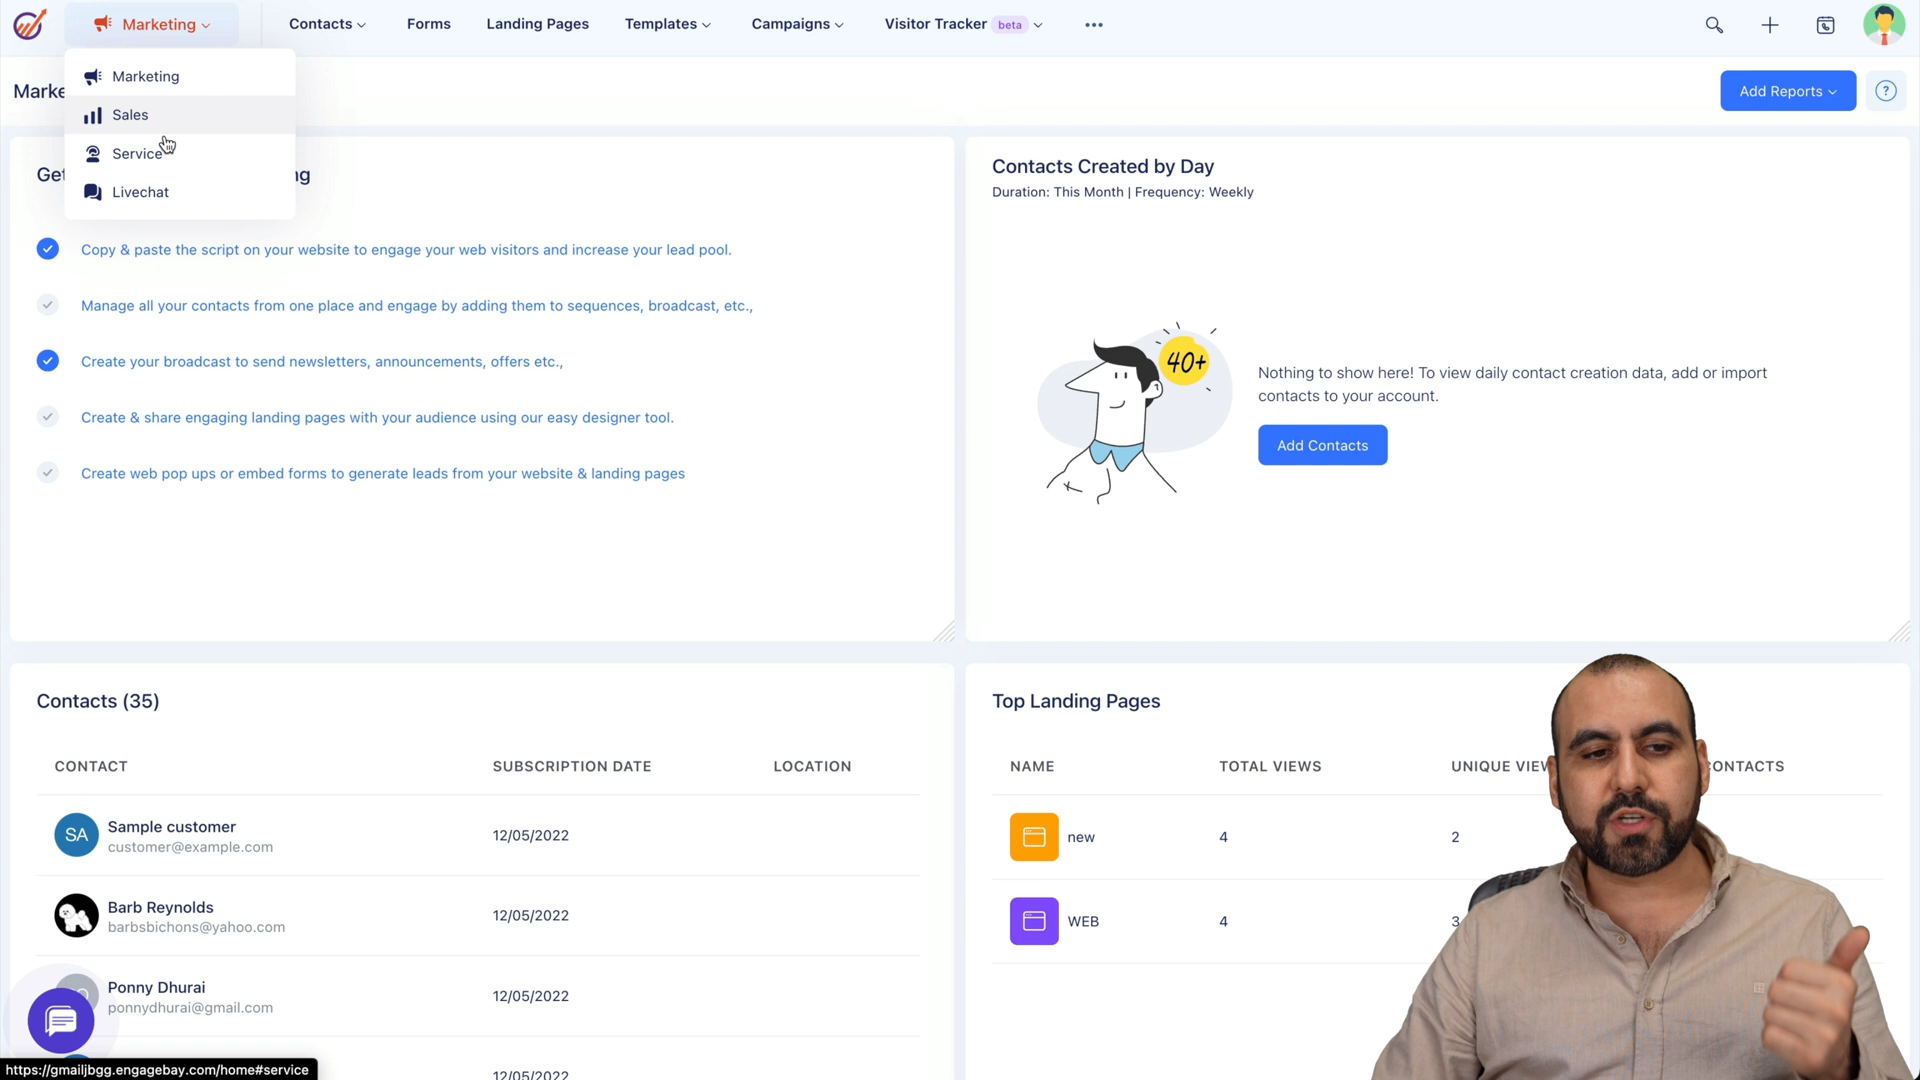 Marketing
Contacts
Forms
Landing Pages
Templates
Campaigns
Visitor Tracker beta
Marketing
Sales
Service
Livechat
Marke
Add Reports
?
Get
ng
Copy & paste the script on your website to engage your web visitors and increase your lead pool.
Manage all your contacts from one place and engage by adding them to sequences, broadcast, etc.,
Create your broadcast to send newsletters, announcements, offers etc.,
Create & share engaging landing pages with your audience using our easy designer tool.
Create web pop ups or embed forms to generate leads from your website & landing pages
Contacts Created by Day
Duration: This Month | Frequency: Weekly
40+
Nothing to show here! To view daily contact creation data, add or import
contacts to your account.
Add Contacts
Contacts (35)
CONTACT SUBSCRIPTION DATE LOCATION
SA Sample customer 12/05/2022
customer@example.com
Barb Reynolds 12/05/2022
barbsbichons@yahoo.com
Ponny Dhurai 12/05/2022
ponnydhurai@gmail.com
12/05/2022
Top Landing Pages
NAME TOTAL VIEWS UNIQUE VIEW ONTACTS
new 4 2
WEB 4 3
https://gmailjbgg.engagebay.com/home#service